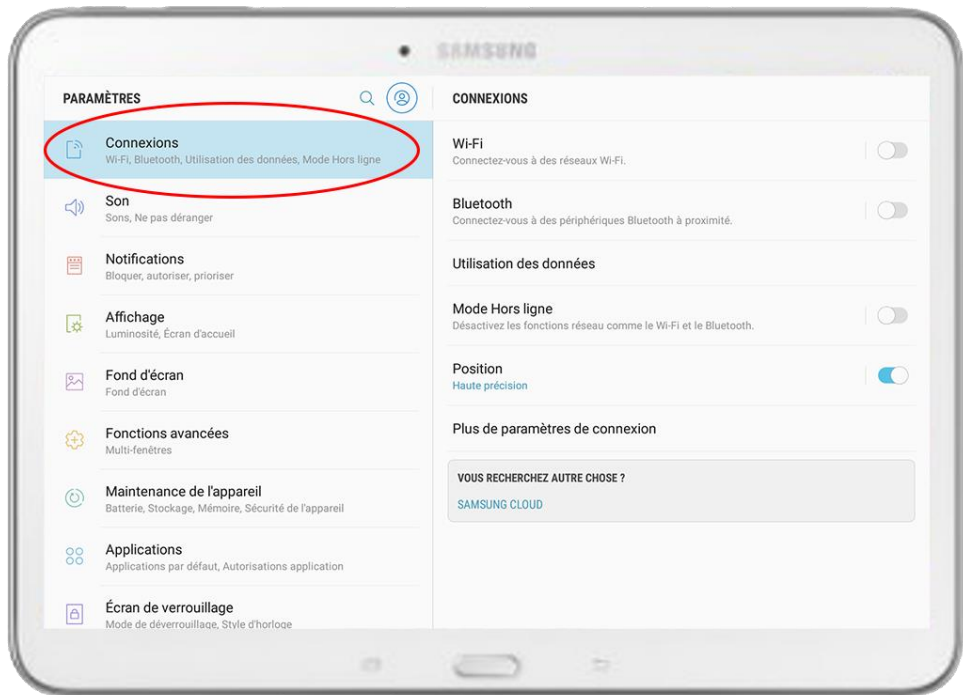 SAMSUNG
PARAMÈTRES
Connexions
Wi-Fi, Bluetooth, Utilisation des données, Mode Hors ligne
Son
Sons, Ne pas déranger
Notifications
Bloquer, autoriser, prioriser
Affichage
Luminosité, Écran d'accueil
Fond d'écran
Fond d'écran
Fonctions avancées
Multi-fenêtres
Maintenance de l'appareil
Batterie, Stockage, Mémoire, Sécurité de l'appareil
Applications
Applications par défaut, Autorisations application
Écran de verrouillage
Mode de déverrouillage, Style d'horloge
CONNEXIONS
Wi-Fi
Connectez-vous à des réseaux Wi-Fi.
Bluetooth
Connectez-vous à des périphériques Bluetooth à proximité.
Utilisation des données
Mode Hors ligne
Désactivez les fonctions réseau comme le Wi-Fi et le Bluetooth.
Position
Haute précision
Plus de paramètres de connexion
VOUS RECHERCHEZ AUTRE CHOSE ?
SAMSUNG CLOUD